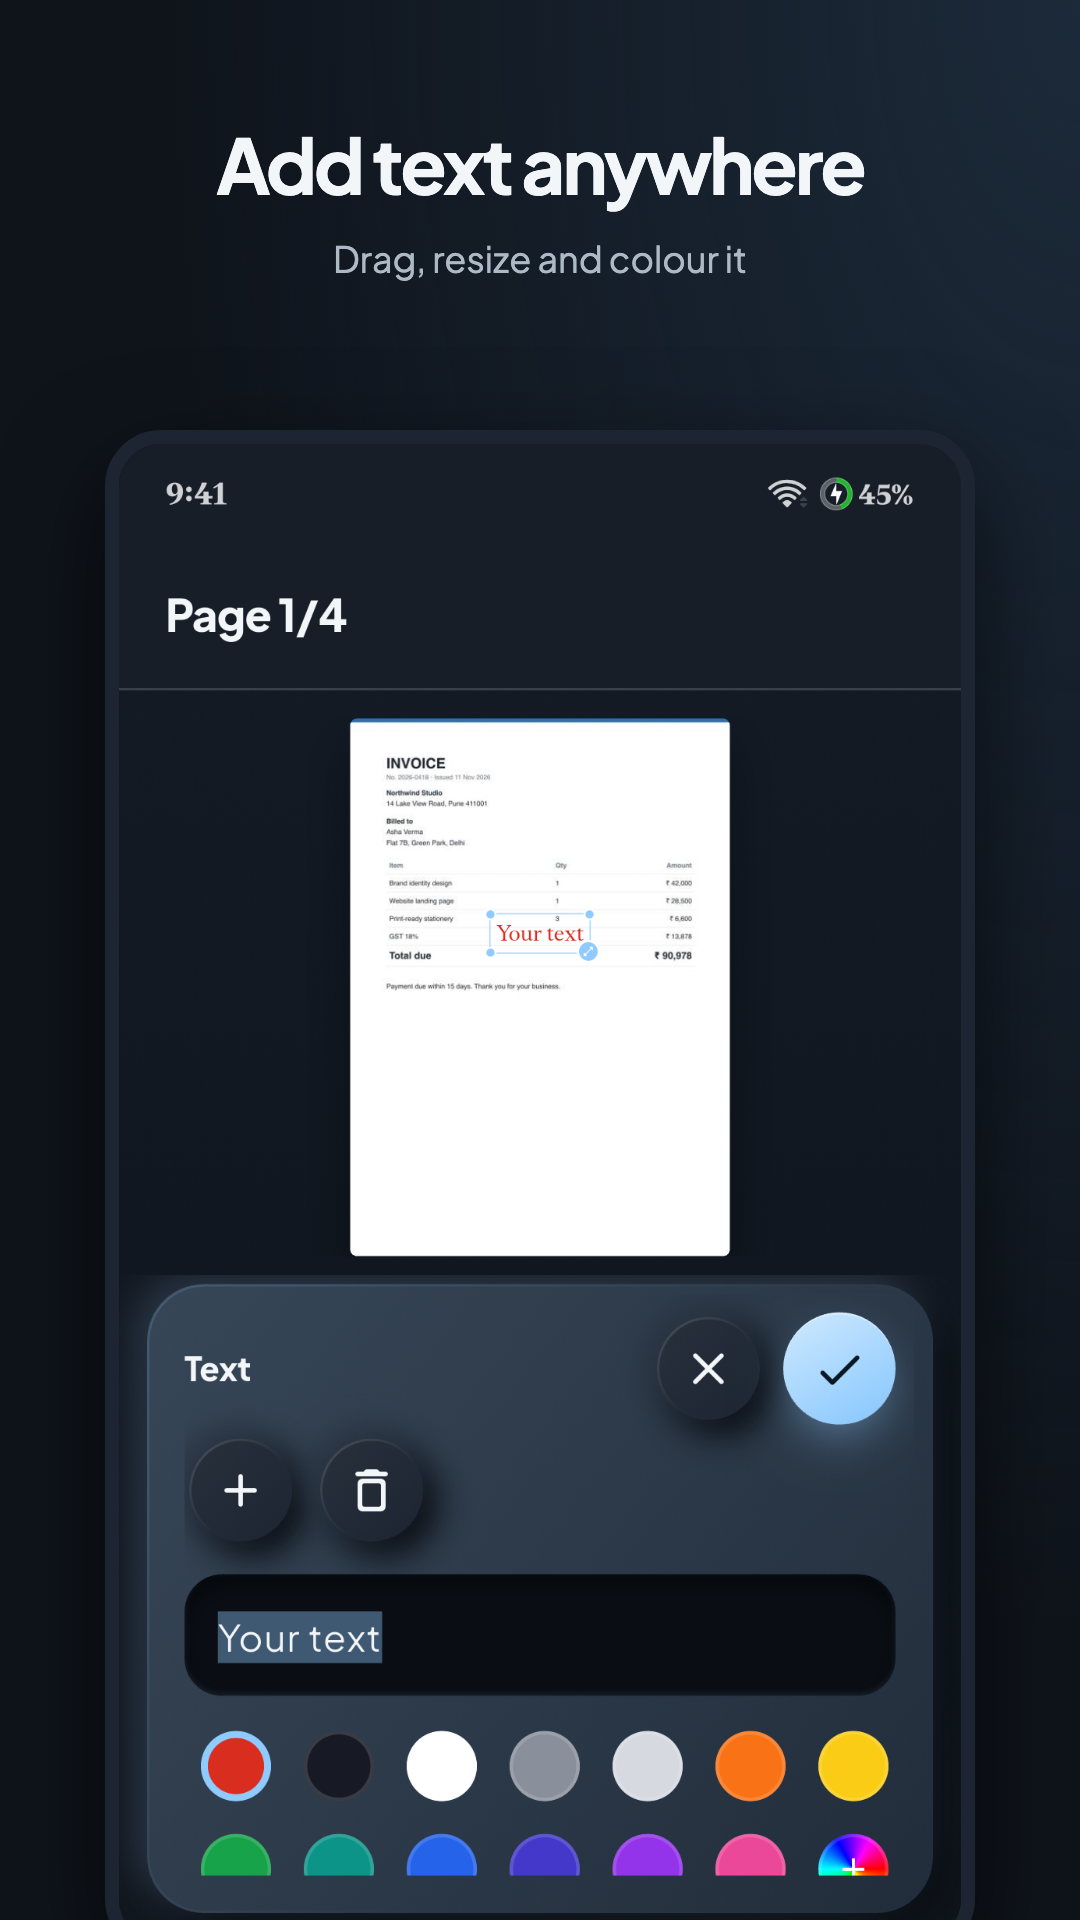 Add text anywhere
Drag, resize and colour it
9:41 45%
Page 1/4
INVOICE
No. 2026-0418 · Issued 11 Nov 2026
Northwind Studio
14 Lake View Road, Pune 411001
Billed to
Asha Verma
Flat 7B, Green Park, Delhi
Item Qty Amount
Brand identity design 1 ₹ 42,000
Website landing page 1 ₹ 28,500
Print-ready stationery 3 ₹ 6,600
GST 18% ₹ 13,878
Your text
Total due ₹ 90,978
Payment due within 15 days. Thank you for your business.
Text
Your text